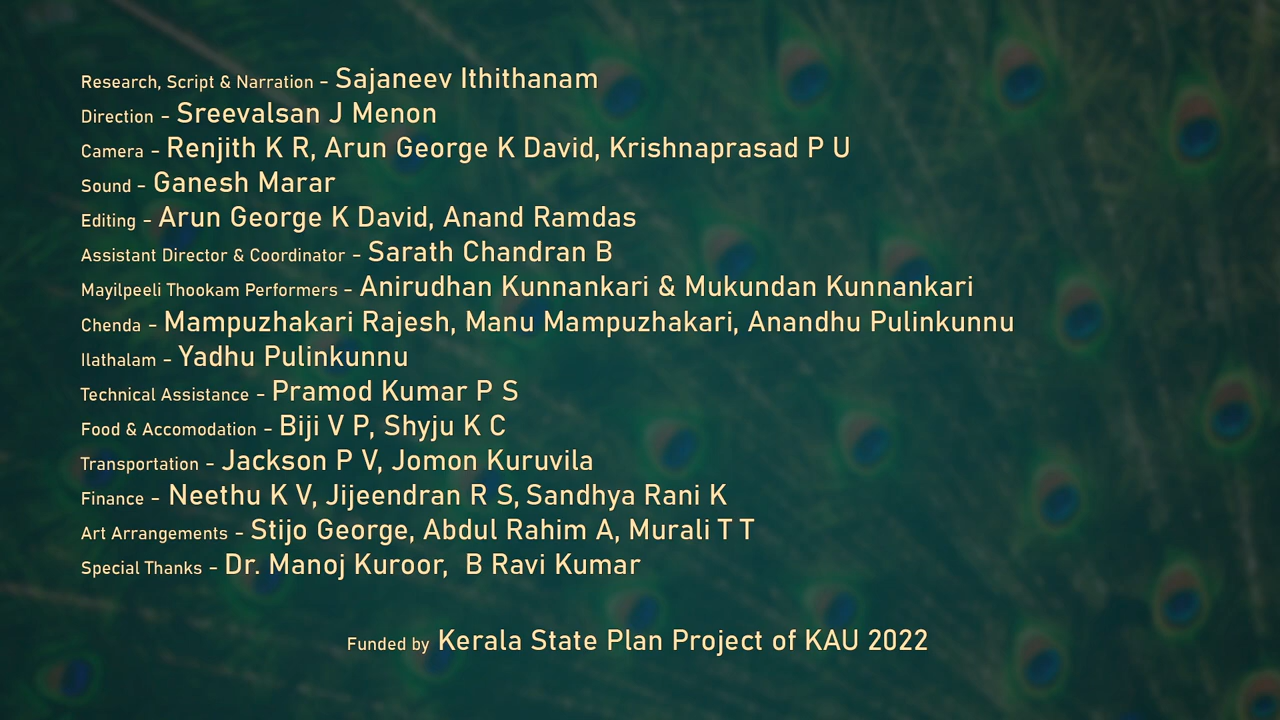 Research, Script & Narration - Sajaneev Ithithanam
Direction - Sreevalsan J Menon
Camera - Renjith K R, Arun George K David, Krishnaprasad P U
Sound - Ganesh Marar
Editing - Arun George K David, Anand Ramdas
Assistant Director & Coordinator - Sarath Chandran B
Mayilpeeli Thookam Performers - Anirudhan Kunnankari & Mukundan Kunnankari
Chenda - Mampuzhakari Rajesh, Manu Mampuzhakari, Anandhu Pulinkunnu
Ilathalam - Yadhu Pulinkunnu
Technical Assistance - Pramod Kumar P S
Food & Accomodation - Biji V P, Shyju K C
Transportation - Jackson P V, Jomon Kuruvila
Finance - Neethu K V, Jijeendran R S, Sandhya Rani K
Art Arrangements - Stijo George, Abdul Rahim A, Murali T T
Special Thanks - Dr. Manoj Kuroor, B Ravi Kumar
Funded by Kerala State Plan Project of KAU 2022